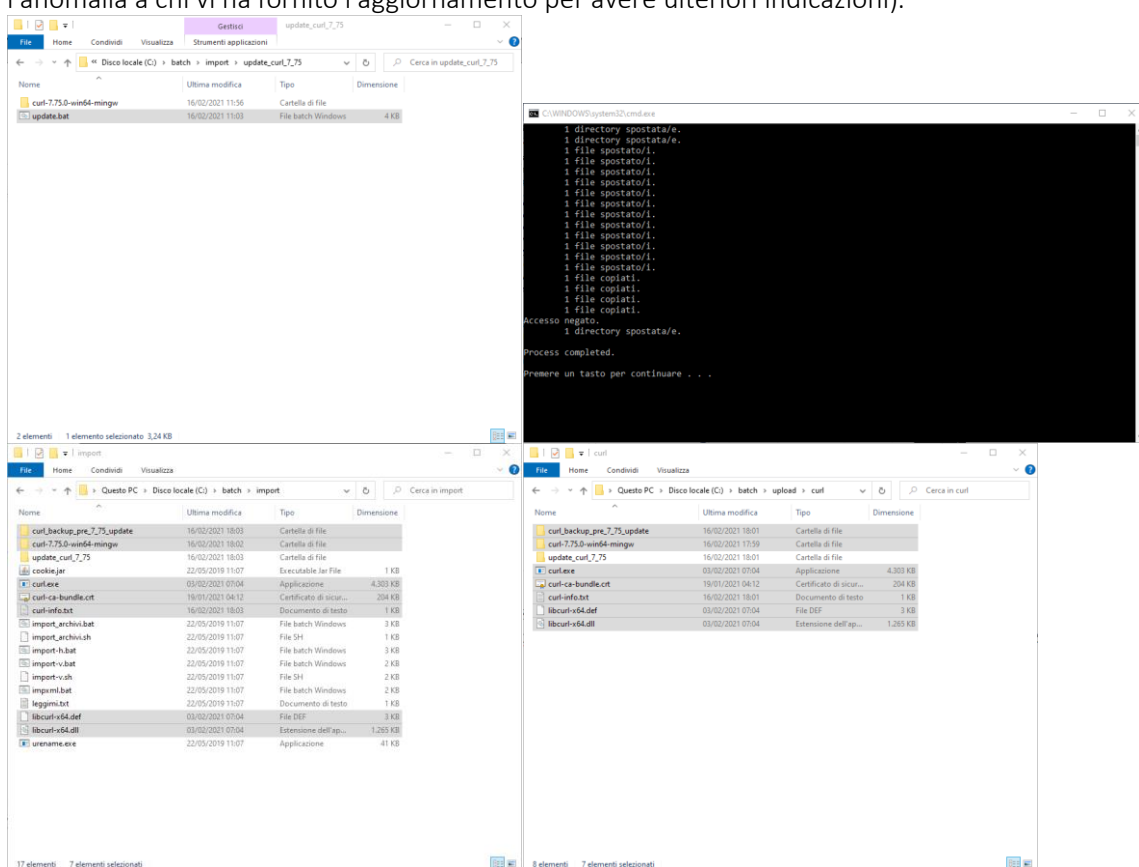 l'anomalia a chi vi ha fornito l'aggiornamento per avere ulteriori indicazioni).
Gestisci update_curl_7_75
File Home Condividi Visualizza Strumenti applicazioni
« Disco locale (C:) › batch › import › update_curl_7_75 Cerca in update_curl_7_75
Nome Ultima modifica Tipo Dimensione
curl-7.75.0-win64-mingw 16/02/2021 11:56 Cartella di file
update.bat 16/02/2021 11:03 File batch Windows 4 KB
2 elementi 1 elemento selezionato 3,24 KB
C:\WINDOWS\system32\cmd.exe
1 directory spostata/e.
1 directory spostata/e.
1 file spostato/i.
1 file spostato/i.
1 file spostato/i.
1 file spostato/i.
1 file spostato/i.
1 file spostato/i.
1 file spostato/i.
1 file spostato/i.
1 file spostato/i.
1 file spostato/i.
1 file spostato/i.
1 file spostato/i.
1 file copiati.
1 file copiati.
1 file copiati.
1 file copiati.
Accesso negato.
1 directory spostata/e.
Process completed.
Premere un tasto per continuare . . .
import
File Home Condividi Visualizza
› Questo PC › Disco locale (C:) › batch › import Cerca in import
Nome Ultima modifica Tipo Dimensione
curl_backup_pre_7_75_update 16/02/2021 18:03 Cartella di file
curl-7.75.0-win64-mingw 16/02/2021 18:02 Cartella di file
update_curl_7_75 16/02/2021 18:03 Cartella di file
cookie.jar 22/05/2019 11:07 Executable Jar File 1 KB
curl.exe 03/02/2021 07:04 Applicazione 4.303 KB
curl-ca-bundle.crt 19/01/2021 04:12 Certificato di sicur... 204 KB
curl-info.txt 16/02/2021 18:03 Documento di testo 1 KB
import_archivi.bat 22/05/2019 11:07 File batch Windows 3 KB
import_archivi.sh 22/05/2019 11:07 File SH 1 KB
import-h.bat 22/05/2019 11:07 File batch Windows 3 KB
import-v.bat 22/05/2019 11:07 File batch Windows 2 KB
import-v.sh 22/05/2019 11:07 File SH 2 KB
impxml.bat 22/05/2019 11:07 File batch Windows 2 KB
leggimi.txt 22/05/2019 11:07 Documento di testo 1 KB
libcurl-x64.def 03/02/2021 07:04 File DEF 3 KB
libcurl-x64.dll 03/02/2021 07:04 Estensione dell'ap... 1.265 KB
urename.exe 22/05/2019 11:07 Applicazione 41 KB
17 elementi 7 elementi selezionati
curl
File Home Condividi Visualizza
› Questo PC › Disco locale (C:) › batch › upload › curl Cerca in curl
Nome Ultima modifica Tipo Dimensione
curl_backup_pre_7_75_update 16/02/2021 18:01 Cartella di file
curl-7.75.0-win64-mingw 16/02/2021 17:59 Cartella di file
update_curl_7_75 16/02/2021 18:01 Cartella di file
curl.exe 03/02/2021 07:04 Applicazione 4.303 KB
curl-ca-bundle.crt 19/01/2021 04:12 Certificato di sicur... 204 KB
curl-info.txt 16/02/2021 18:01 Documento di testo 1 KB
libcurl-x64.def 03/02/2021 07:04 File DEF 3 KB
libcurl-x64.dll 03/02/2021 07:04 Estensione dell'ap... 1.265 KB
8 elementi 7 elementi selezionati